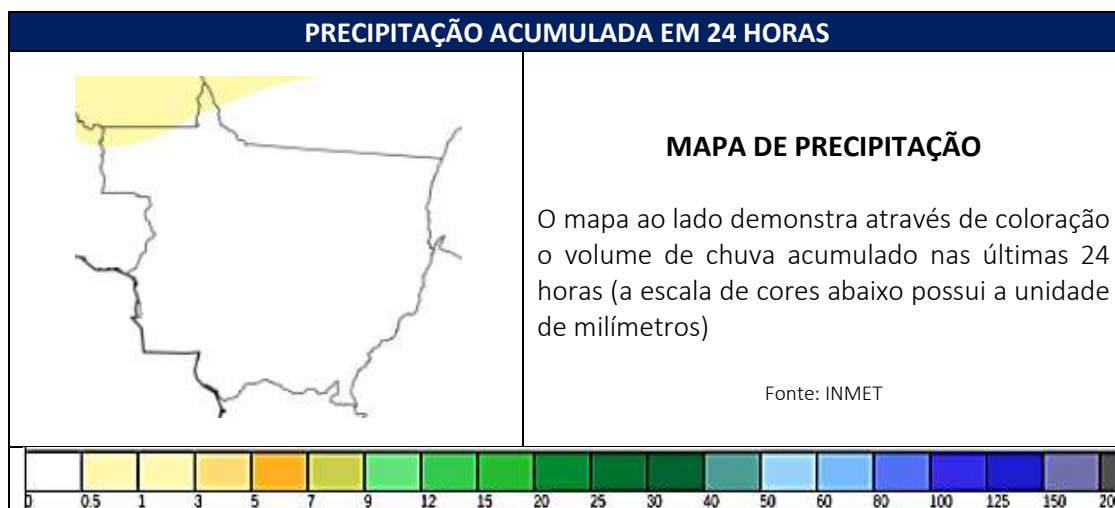 PRECIPITAÇÃO ACUMULADA EM 24 HORAS
MAPA DE PRECIPITAÇÃO
O mapa ao lado demonstra através de coloração
o volume de chuva acumulado nas últimas 24
horas (a escala de cores abaixo possui a unidade
de milímetros)
Fonte: INMET
0 0.5 1 3 5 7 9 12 15 20 25 30 40 50 60 80 100 125 150